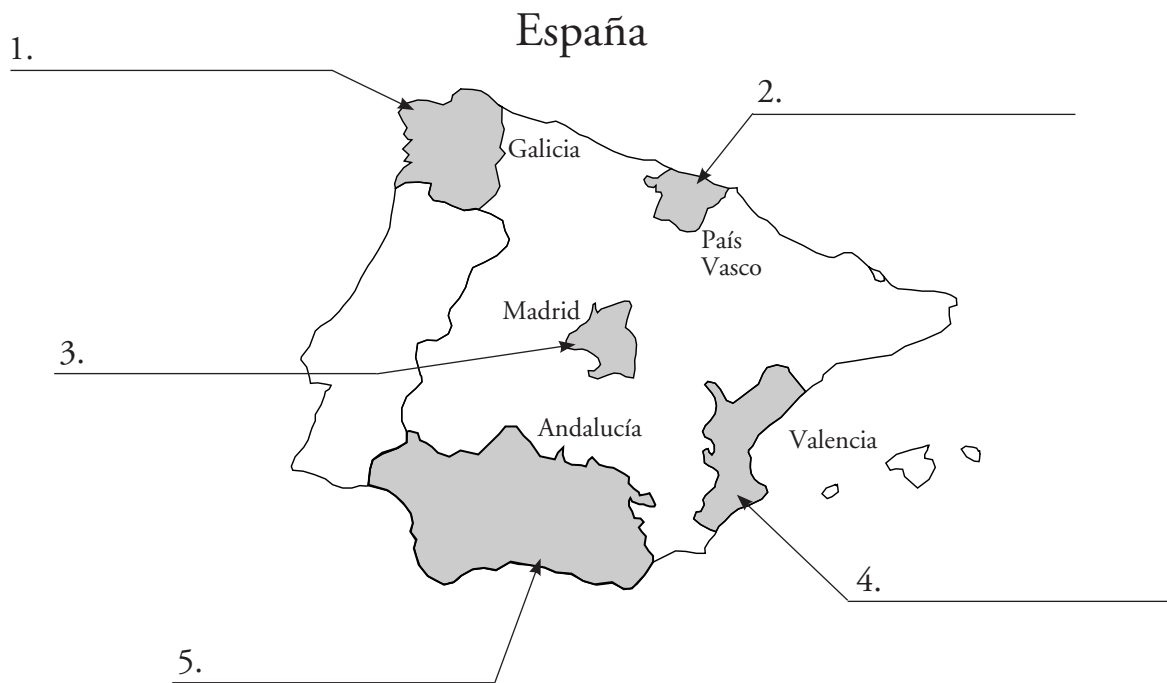 España
1.
2.
Galicia
País
Vasco
Madrid
3.
Andalucía
Valencia
4.
5.